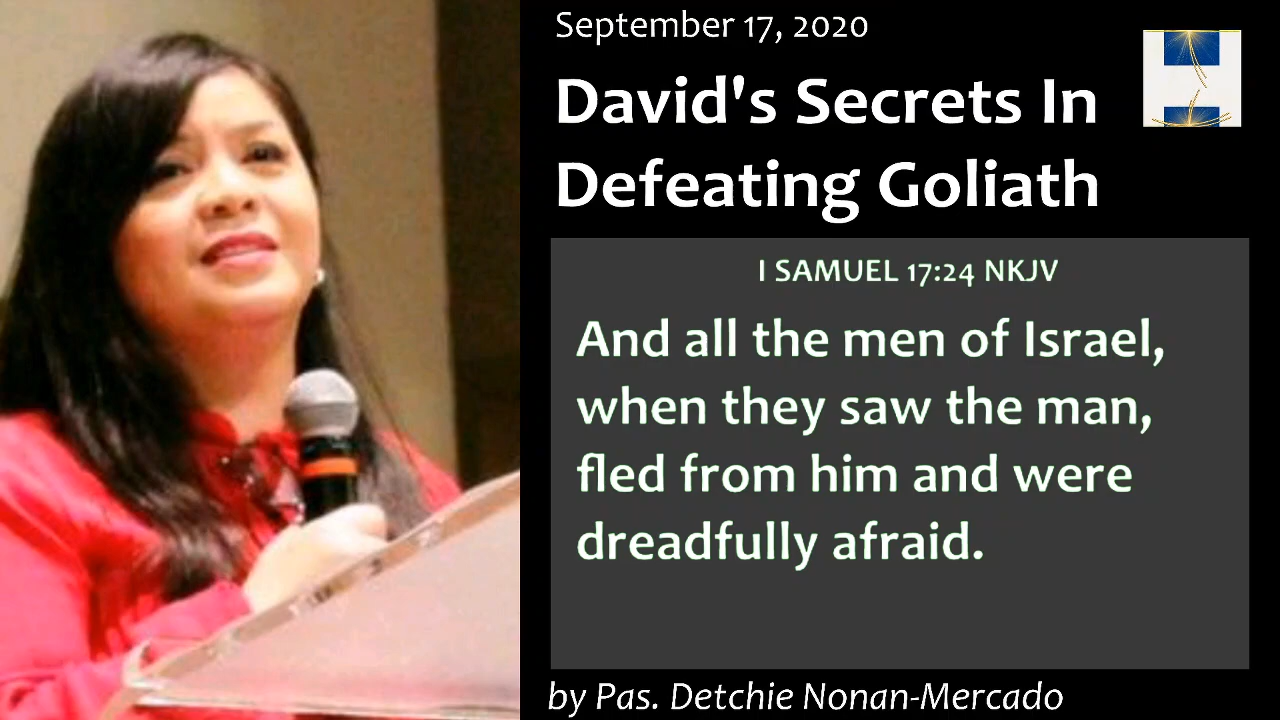 September 17, 2020
David's Secrets In
Defeating Goliath
I SAMUEL 17:24 NKJV
And all the men of Israel,
when they saw the man,
fled from him and were
dreadfully afraid.
by Pas. Detchie Nonan-Mercado